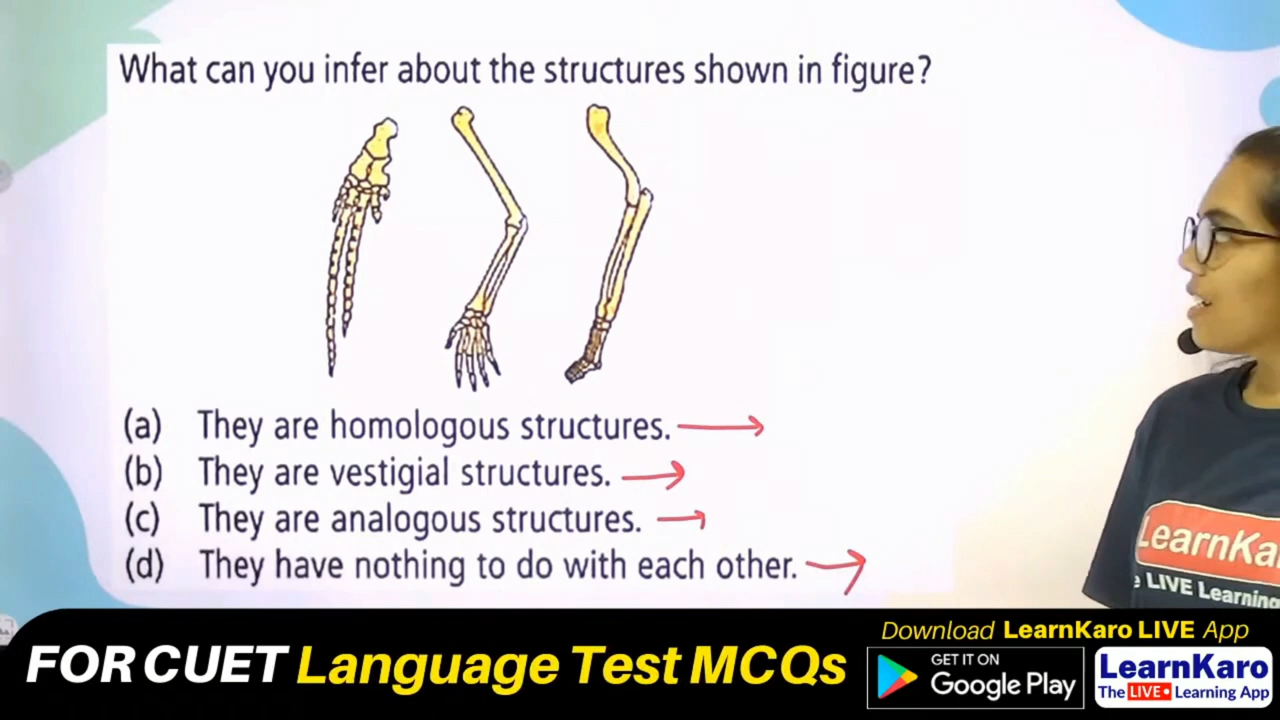 What can you infer about the structures shown in figure?
(a) They are homologous structures.
(b) They are vestigial structures.
(c) They are analogous structures.
(d) They have nothing to do with each other.
LearnKa
e LIVE Learning
FOR CUET Language Test MCQs
Download LearnKaro LIVE App
GET IT ON
Google Play
LearnKaro
The LIVE Learning App